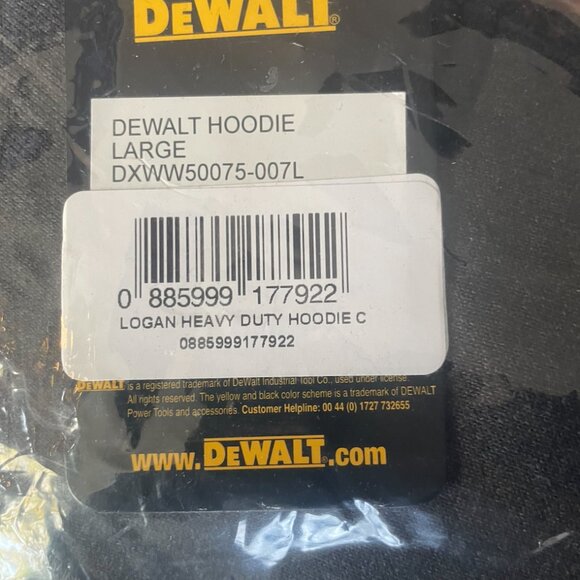 DEWALT®
DEWALT HOODIE
LARGE
DXWW50075-007L
0 885999 177922
LOGAN HEAVY DUTY HOODIE C
0885999177922
DEWALT is a registered trademark of DeWalt Industrial Tool Co., used under license.
All rights reserved. The yellow and black color scheme is a trademark of DEWALT
Power Tools and accessories. Customer Helpline: 00 44 (0) 1727 732655
www.DEWALT.com